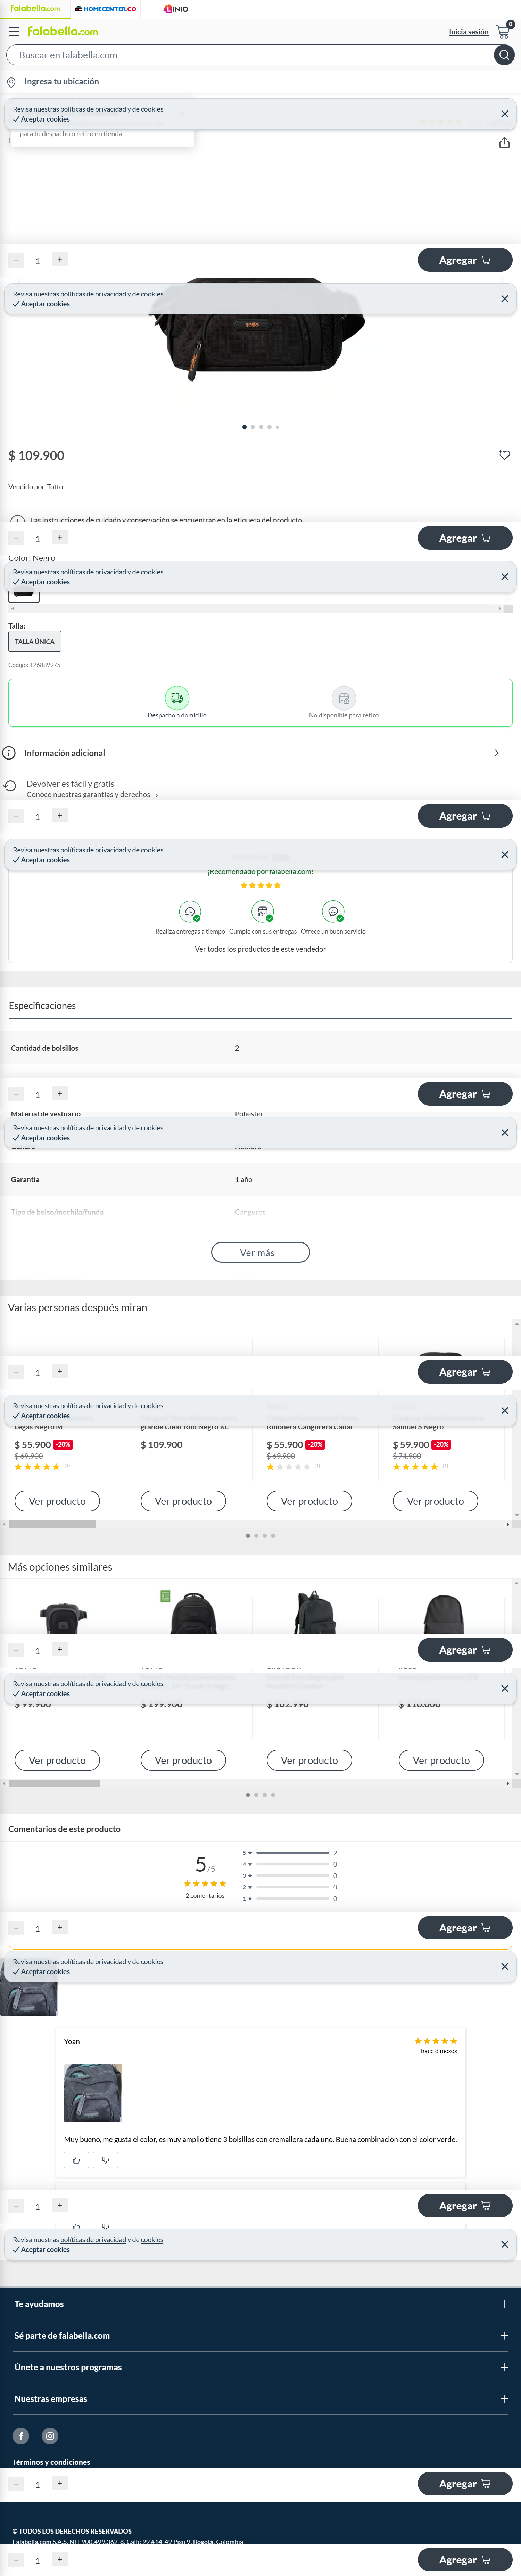 falabella.com
HOMECENTER.CO
LINIO
falabella.com
Inicia sesión
0
Buscar en falabella.com
Ingresa tu ubicación
Revisa nuestras políticas de privacidad y de cookies
Aceptar cookies
para tu despacho o retiro en tienda.
1
Agregar
Revisa nuestras políticas de privacidad y de cookies
Aceptar cookies
totto
$ 109.900
Vendido por Totto.
Las instrucciones de cuidado y conservación se encuentran en la etiqueta del producto
1
Agregar
Color: Negro
Revisa nuestras políticas de privacidad y de cookies
Aceptar cookies
Talla:
TALLA ÚNICA
Código: 126889975
Despacho a domicilio
No disponible para retiro
Información adicional
Devolver es fácil y gratis
Conoce nuestras garantías y derechos
1
Agregar
Revisa nuestras políticas de privacidad y de cookies
Aceptar cookies
¡Recomendado por falabella.com!
Realiza entregas a tiempo
Cumple con sus entregas
Ofrece un buen servicio
Ver todos los productos de este vendedor
Especificaciones
Cantidad de bolsillos
2
1
Agregar
Material de vestuario
Poliéster
Revisa nuestras políticas de privacidad y de cookies
Aceptar cookies
Garantía
1 año
Tipo de bolso/mochila/funda
Canguros
Ver más
Varias personas después miran
1
Agregar
Revisa nuestras políticas de privacidad y de cookies
Aceptar cookies
Legas Negro M
grande Clear Rud Negro XL
Riñonera Cangurera Canal
Samuel S Negro
$ 55.900 -20%
$ 69.900
(1)
$ 109.900
$ 55.900 -20%
$ 69.900
(1)
$ 59.900 -20%
$ 74.900
(1)
Ver producto
Ver producto
Ver producto
Ver producto
Más opciones similares
1
Agregar
Revisa nuestras políticas de privacidad y de cookies
Aceptar cookies
$ 99.900
$ 199.900
$ 102.990
$ 110.000
Ver producto
Ver producto
Ver producto
Ver producto
Comentarios de este producto
5/5
2 comentarios
5 ★ 2
4 ★ 0
3 ★ 0
2 ★ 0
1 ★ 0
1
Agregar
Revisa nuestras políticas de privacidad y de cookies
Aceptar cookies
Yoan
hace 8 meses
Muy bueno, me gusta el color, es muy amplio tiene 3 bolsillos con cremallera cada uno. Buena combinación con el color verde.
1
Agregar
Revisa nuestras políticas de privacidad y de cookies
Aceptar cookies
Te ayudamos
Sé parte de falabella.com
Únete a nuestros programas
Nuestras empresas
Términos y condiciones
1
Agregar
© TODOS LOS DERECHOS RESERVADOS
Falabella.com S.A.S. NIT 900.499.362-8. Calle 99 #14-49 Piso 9, Bogotá, Colombia
1
Agregar